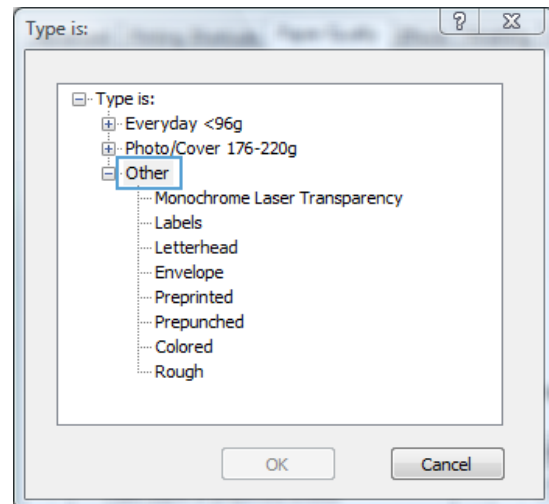 Type is:
Type is:
Everyday <96g
Photo/Cover 176-220g
Other
Monochrome Laser Transparency
Labels
Letterhead
Envelope
Preprinted
Prepunched
Colored
Rough
OK
Cancel